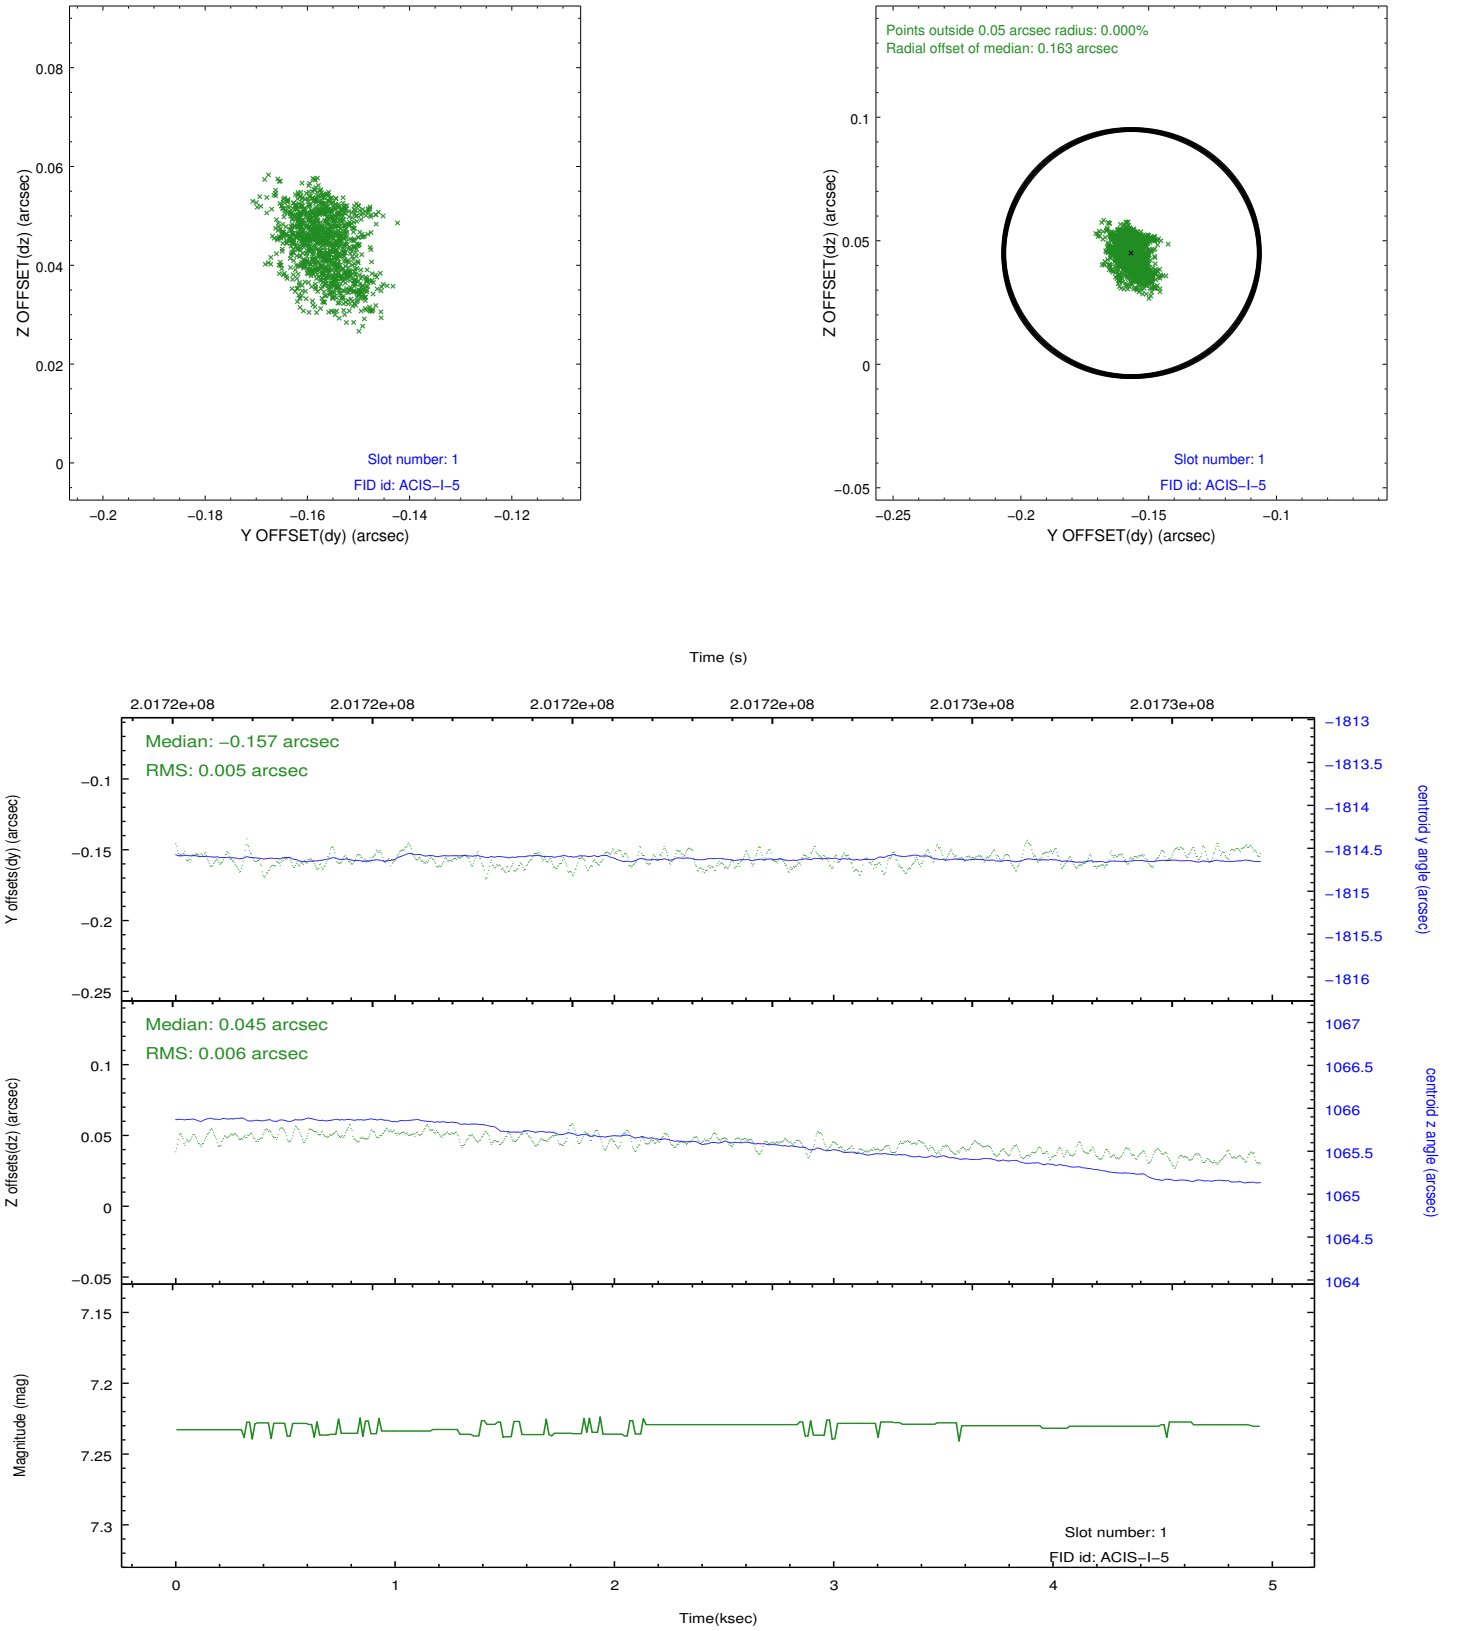 0.08
0.06
0.04
0.02
0
−0.2
−0.18
−0.16
−0.14
−0.12
Z OFFSET(dz) (arcsec)
Y OFFSET(dy) (arcsec)
Slot number: 1
FID id: ACIS−I−5
Points outside 0.05 arcsec radius: 0.000%
Radial offset of median: 0.163 arcsec
0.1
0.05
0
−0.05
−0.25
−0.2
−0.15
−0.1
Z OFFSET(dz) (arcsec)
Y OFFSET(dy) (arcsec)
Slot number: 1
FID id: ACIS−I−5
Time (s)
2.0172e+08
2.0172e+08
2.0172e+08
2.0172e+08
2.0173e+08
2.0173e+08
Median: −0.157 arcsec
RMS: 0.005 arcsec
−0.1
−0.15
−0.2
−0.25
Y offsets(dy) (arcsec)
−1813
−1813.5
−1814
−1814.5
−1815
−1815.5
−1816
centroid y angle (arcsec)
Median: 0.045 arcsec
RMS: 0.006 arcsec
0.1
0.05
0
−0.05
Z offsets(dz) (arcsec)
1067
1066.5
1066
1065.5
1065
1064.5
1064
centroid z angle (arcsec)
7.15
7.2
7.25
7.3
Magnitude (mag)
Slot number: 1
FID id: ACIS−I−5
0
1
2
3
4
5
Time(ksec)